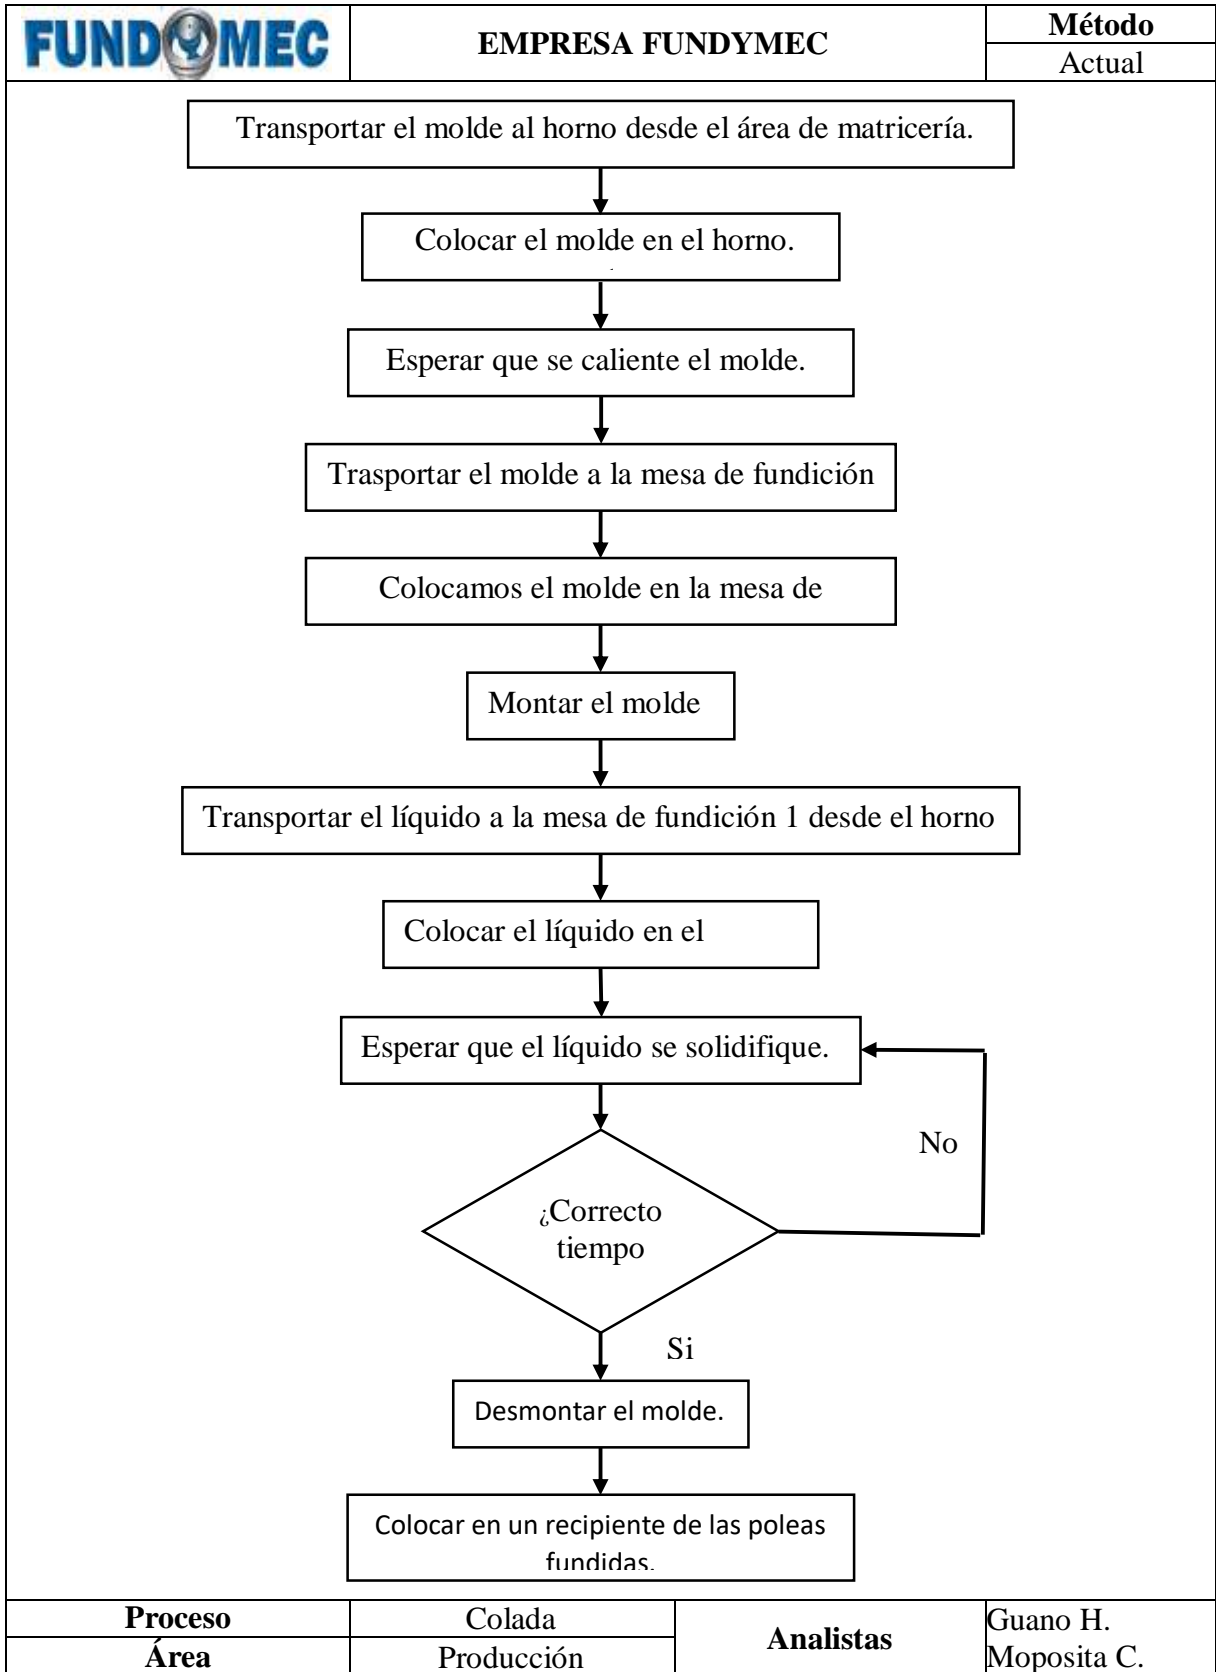 FUNDYMEC
EMPRESA FUNDYMEC
Método
Actual
Transportar el molde al horno desde el área de matricería.
Colocar el molde en el horno.
Esperar que se caliente el molde.
Trasportar el molde a la mesa de fundición
Colocamos el molde en la mesa de
Montar el molde
Transportar el líquido a la mesa de fundición 1 desde el horno
Colocar el líquido en el
Esperar que el líquido se solidifique.
No
¿Correcto
tiempo
Si
Desmontar el molde.
Colocar en un recipiente de las poleas
fundidas.
Proceso
Colada
Analistas
Guano H.
Área
Producción
Moposita C.